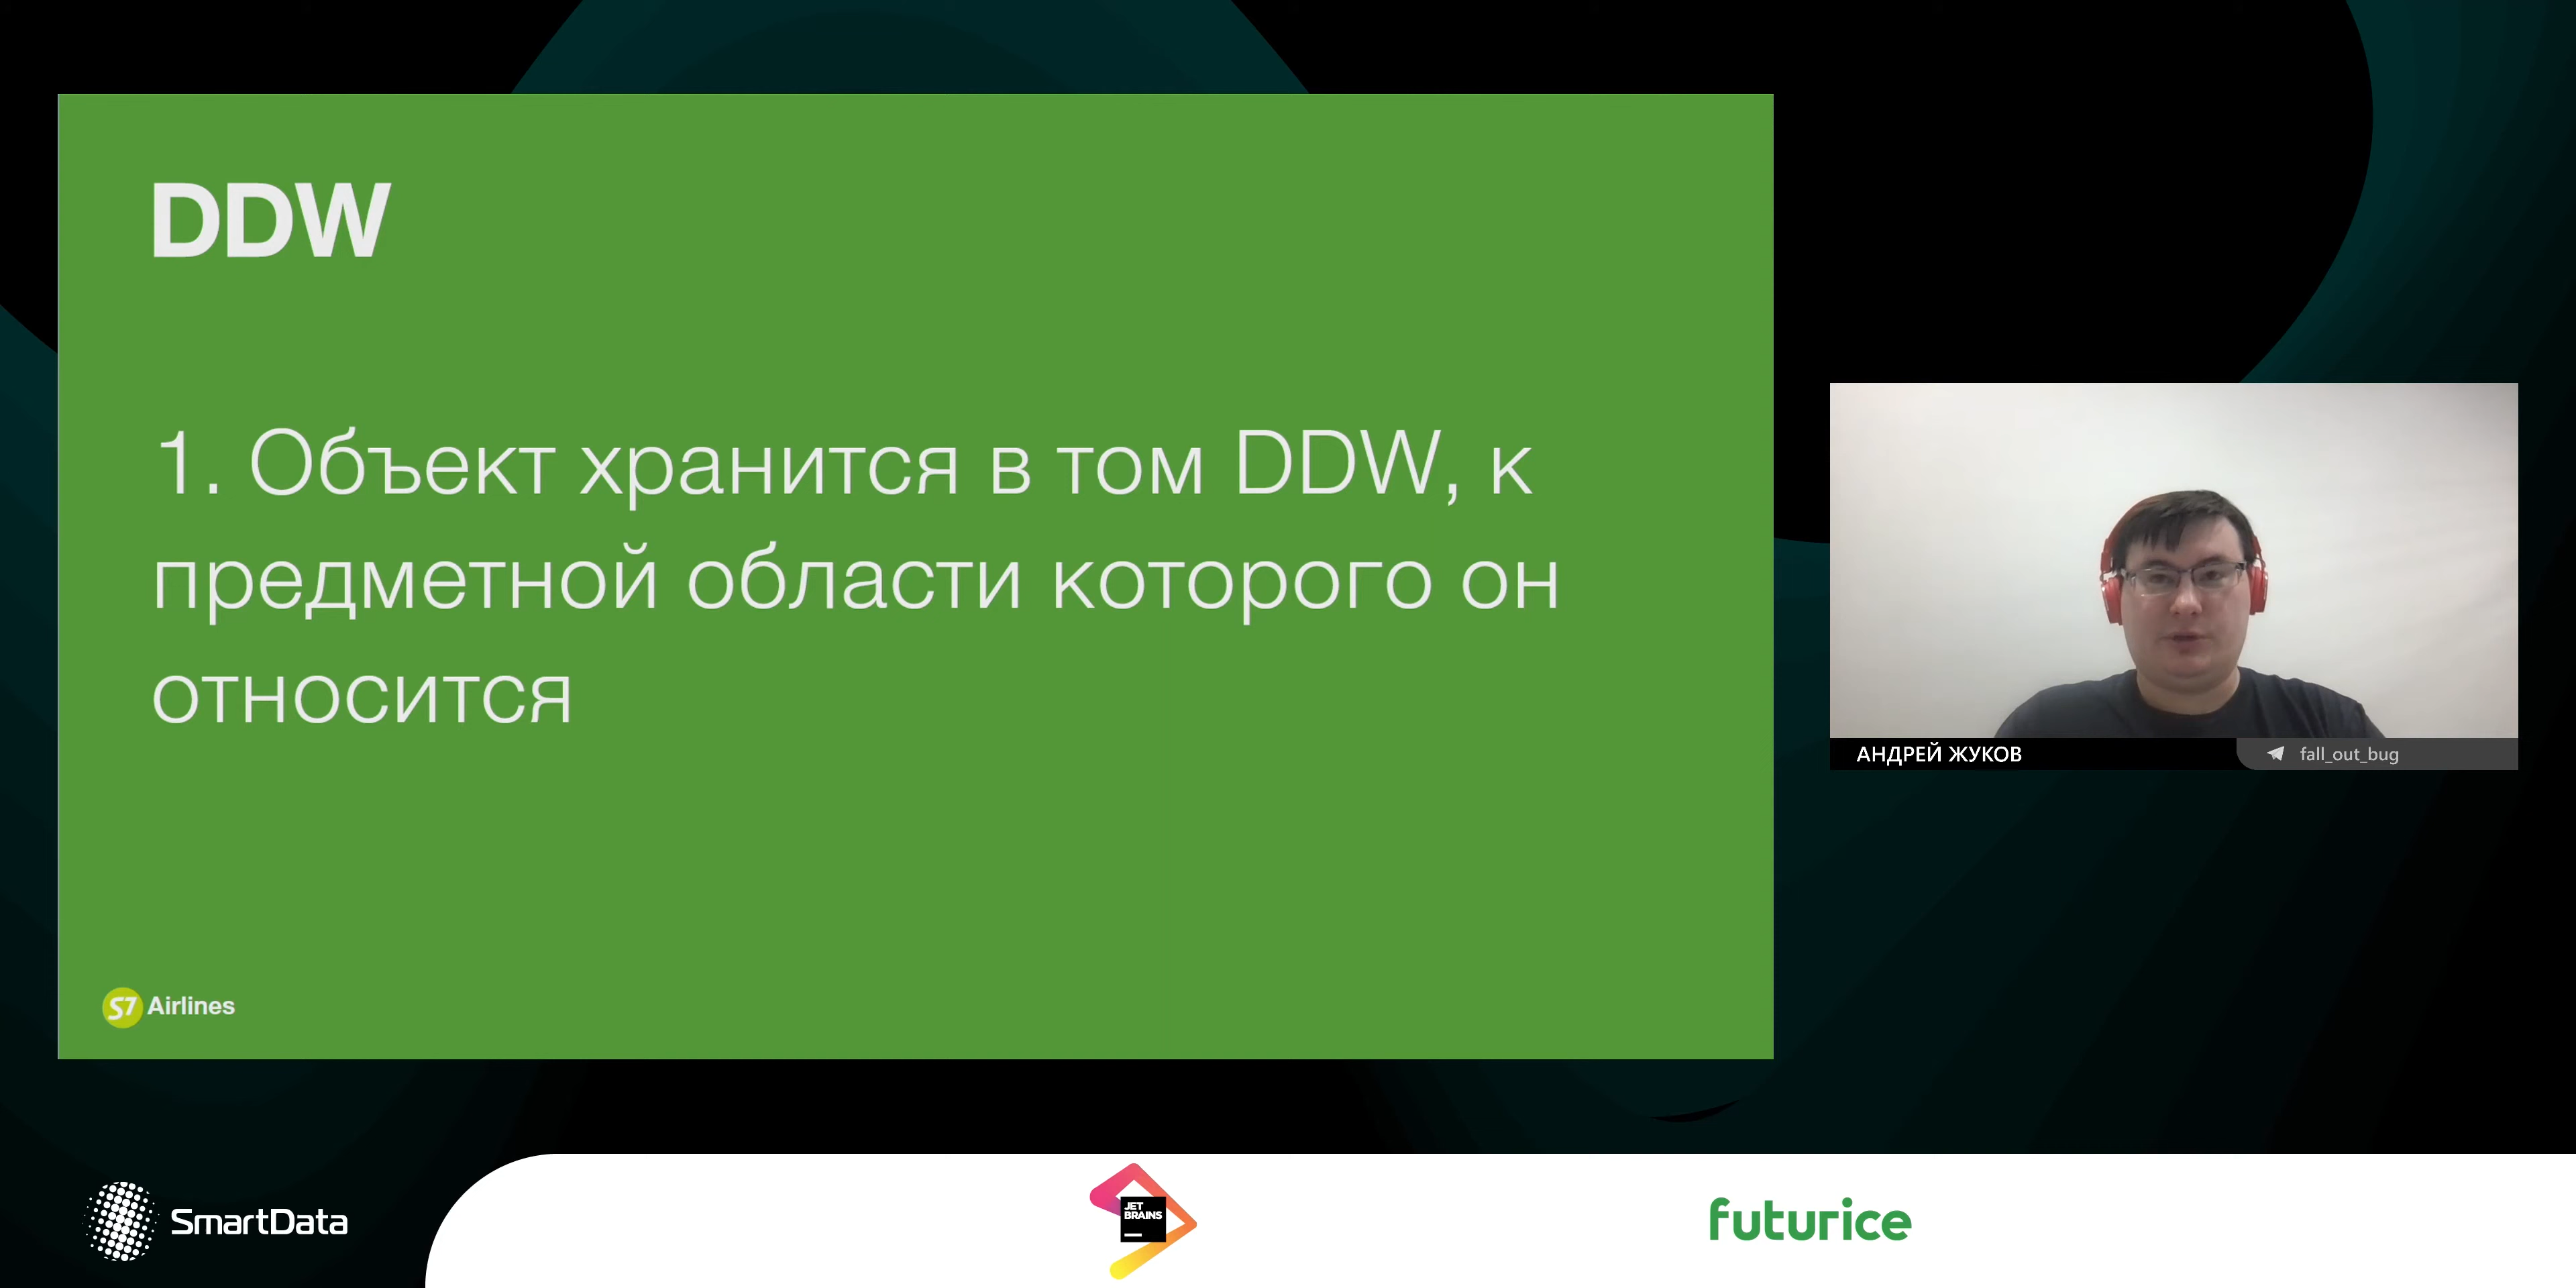 DDW
1. Объект хранится в том DDW, к
предметной области которого он
относится
S7 Airlines
АНДРЕЙ ЖУКОВ
fall_out_bug
SmartData
JET
BRAINS
futurice